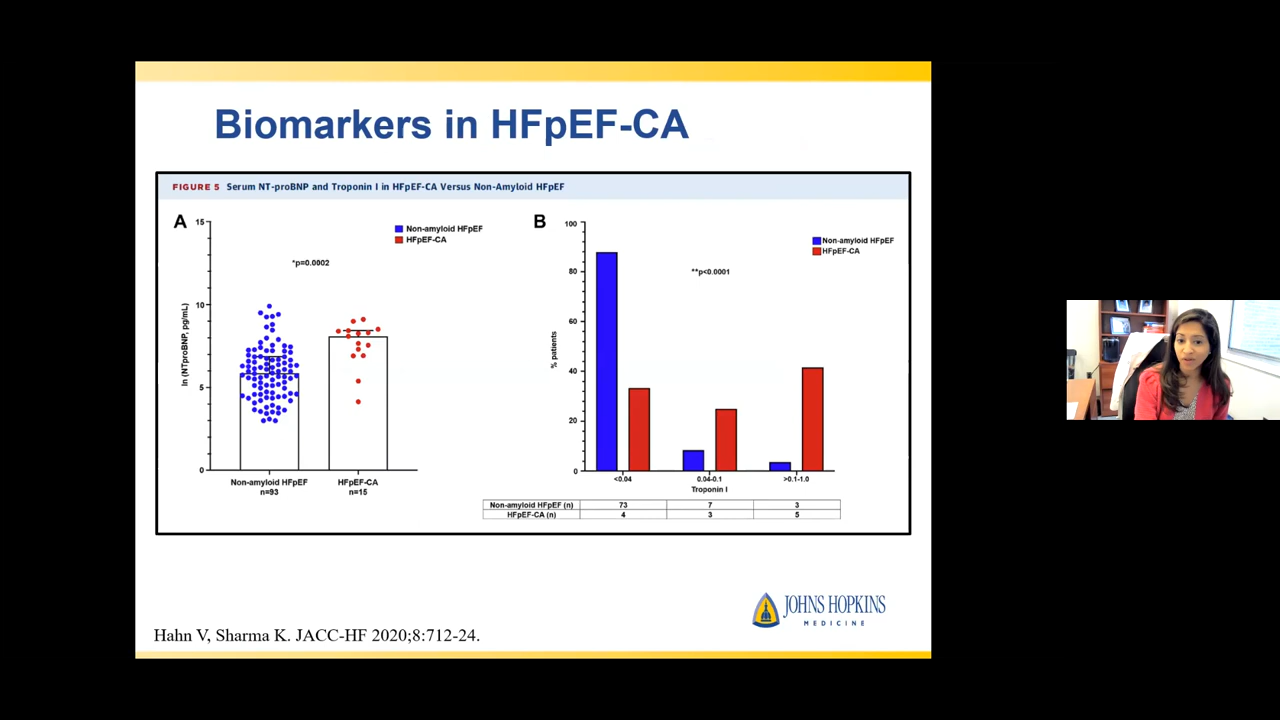 Biomarkers in HFpEF-CA
FIGURE 5 Serum NT-proBNP and Troponin I in HFpEF-CA Versus Non-Amyloid HFpEF
A
Non-amyloid HFpEF
HFpEF-CA
*p=0.0002
ln (NTproBNP, pg/mL)
15
10
5
0
Non-amyloid HFpEF
n=93
HFpEF-CA
n=15
B
Non-amyloid HFpEF
HFpEF-CA
**p<0.0001
% patients
100
80
60
40
20
0
<0.04 0.04-0.1 >0.1-1.0
Troponin I
Non-amyloid HFpEF (n) 73 7 3
HFpEF-CA (n) 4 3 5
JOHNS HOPKINS
MEDICINE
Hahn V, Sharma K. JACC-HF 2020;8:712-24.